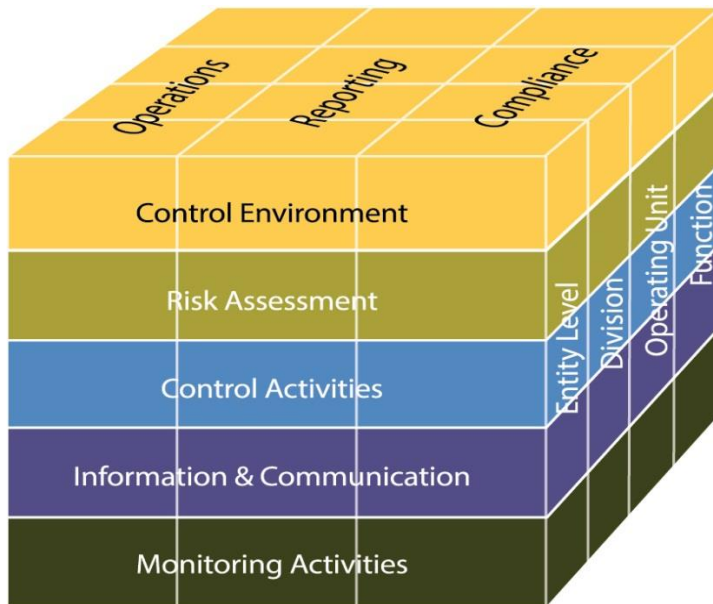 Operations
Reporting
Compliance
Control Environment
Risk Assessment
Control Activities
Information & Communication
Monitoring Activities
Entity Level
Division
Operating Unit
Function